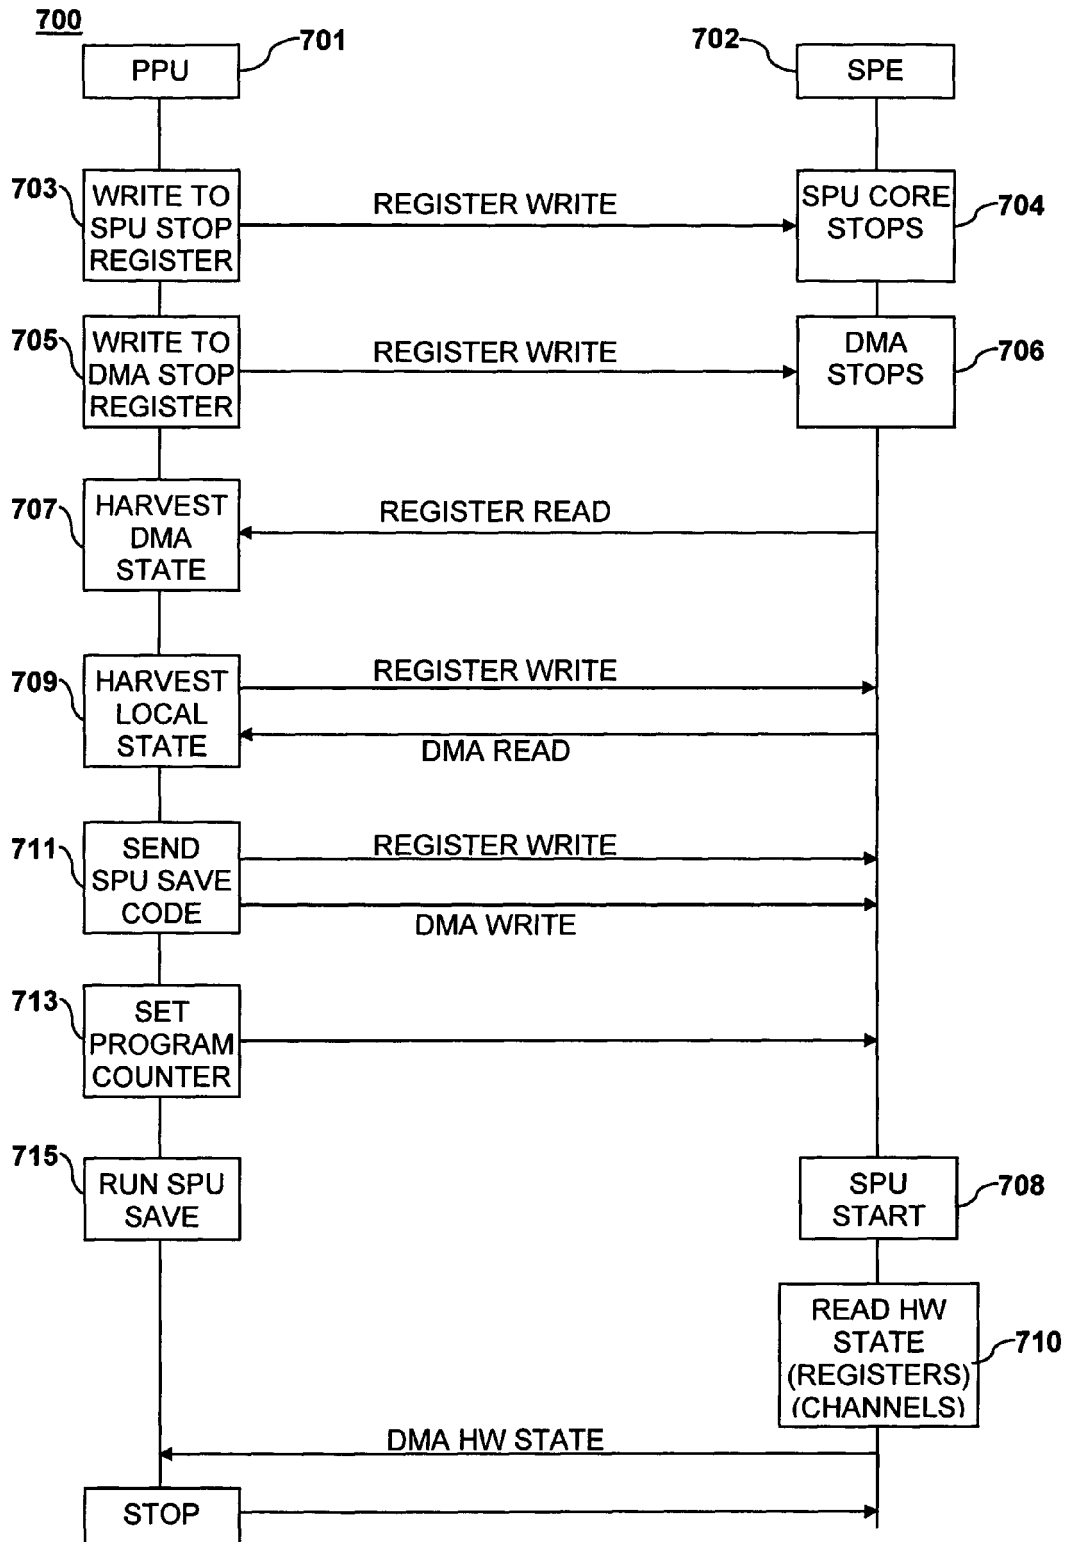 700
PPU
701
702
SPE
703
WRITE TO
SPU STOP
REGISTER
REGISTER WRITE
SPU CORE
STOPS
704
705
WRITE TO
DMA STOP
REGISTER
REGISTER WRITE
DMA
STOPS
706
707
HARVEST
DMA
STATE
REGISTER READ
709
HARVEST
LOCAL
STATE
REGISTER WRITE
DMA READ
711
SEND
SPU SAVE
CODE
REGISTER WRITE
DMA WRITE
713
SET
PROGRAM
COUNTER
715
RUN SPU
SAVE
SPU
START
708
READ HW
STATE
(REGISTERS)
(CHANNELS)
710
DMA HW STATE
STOP